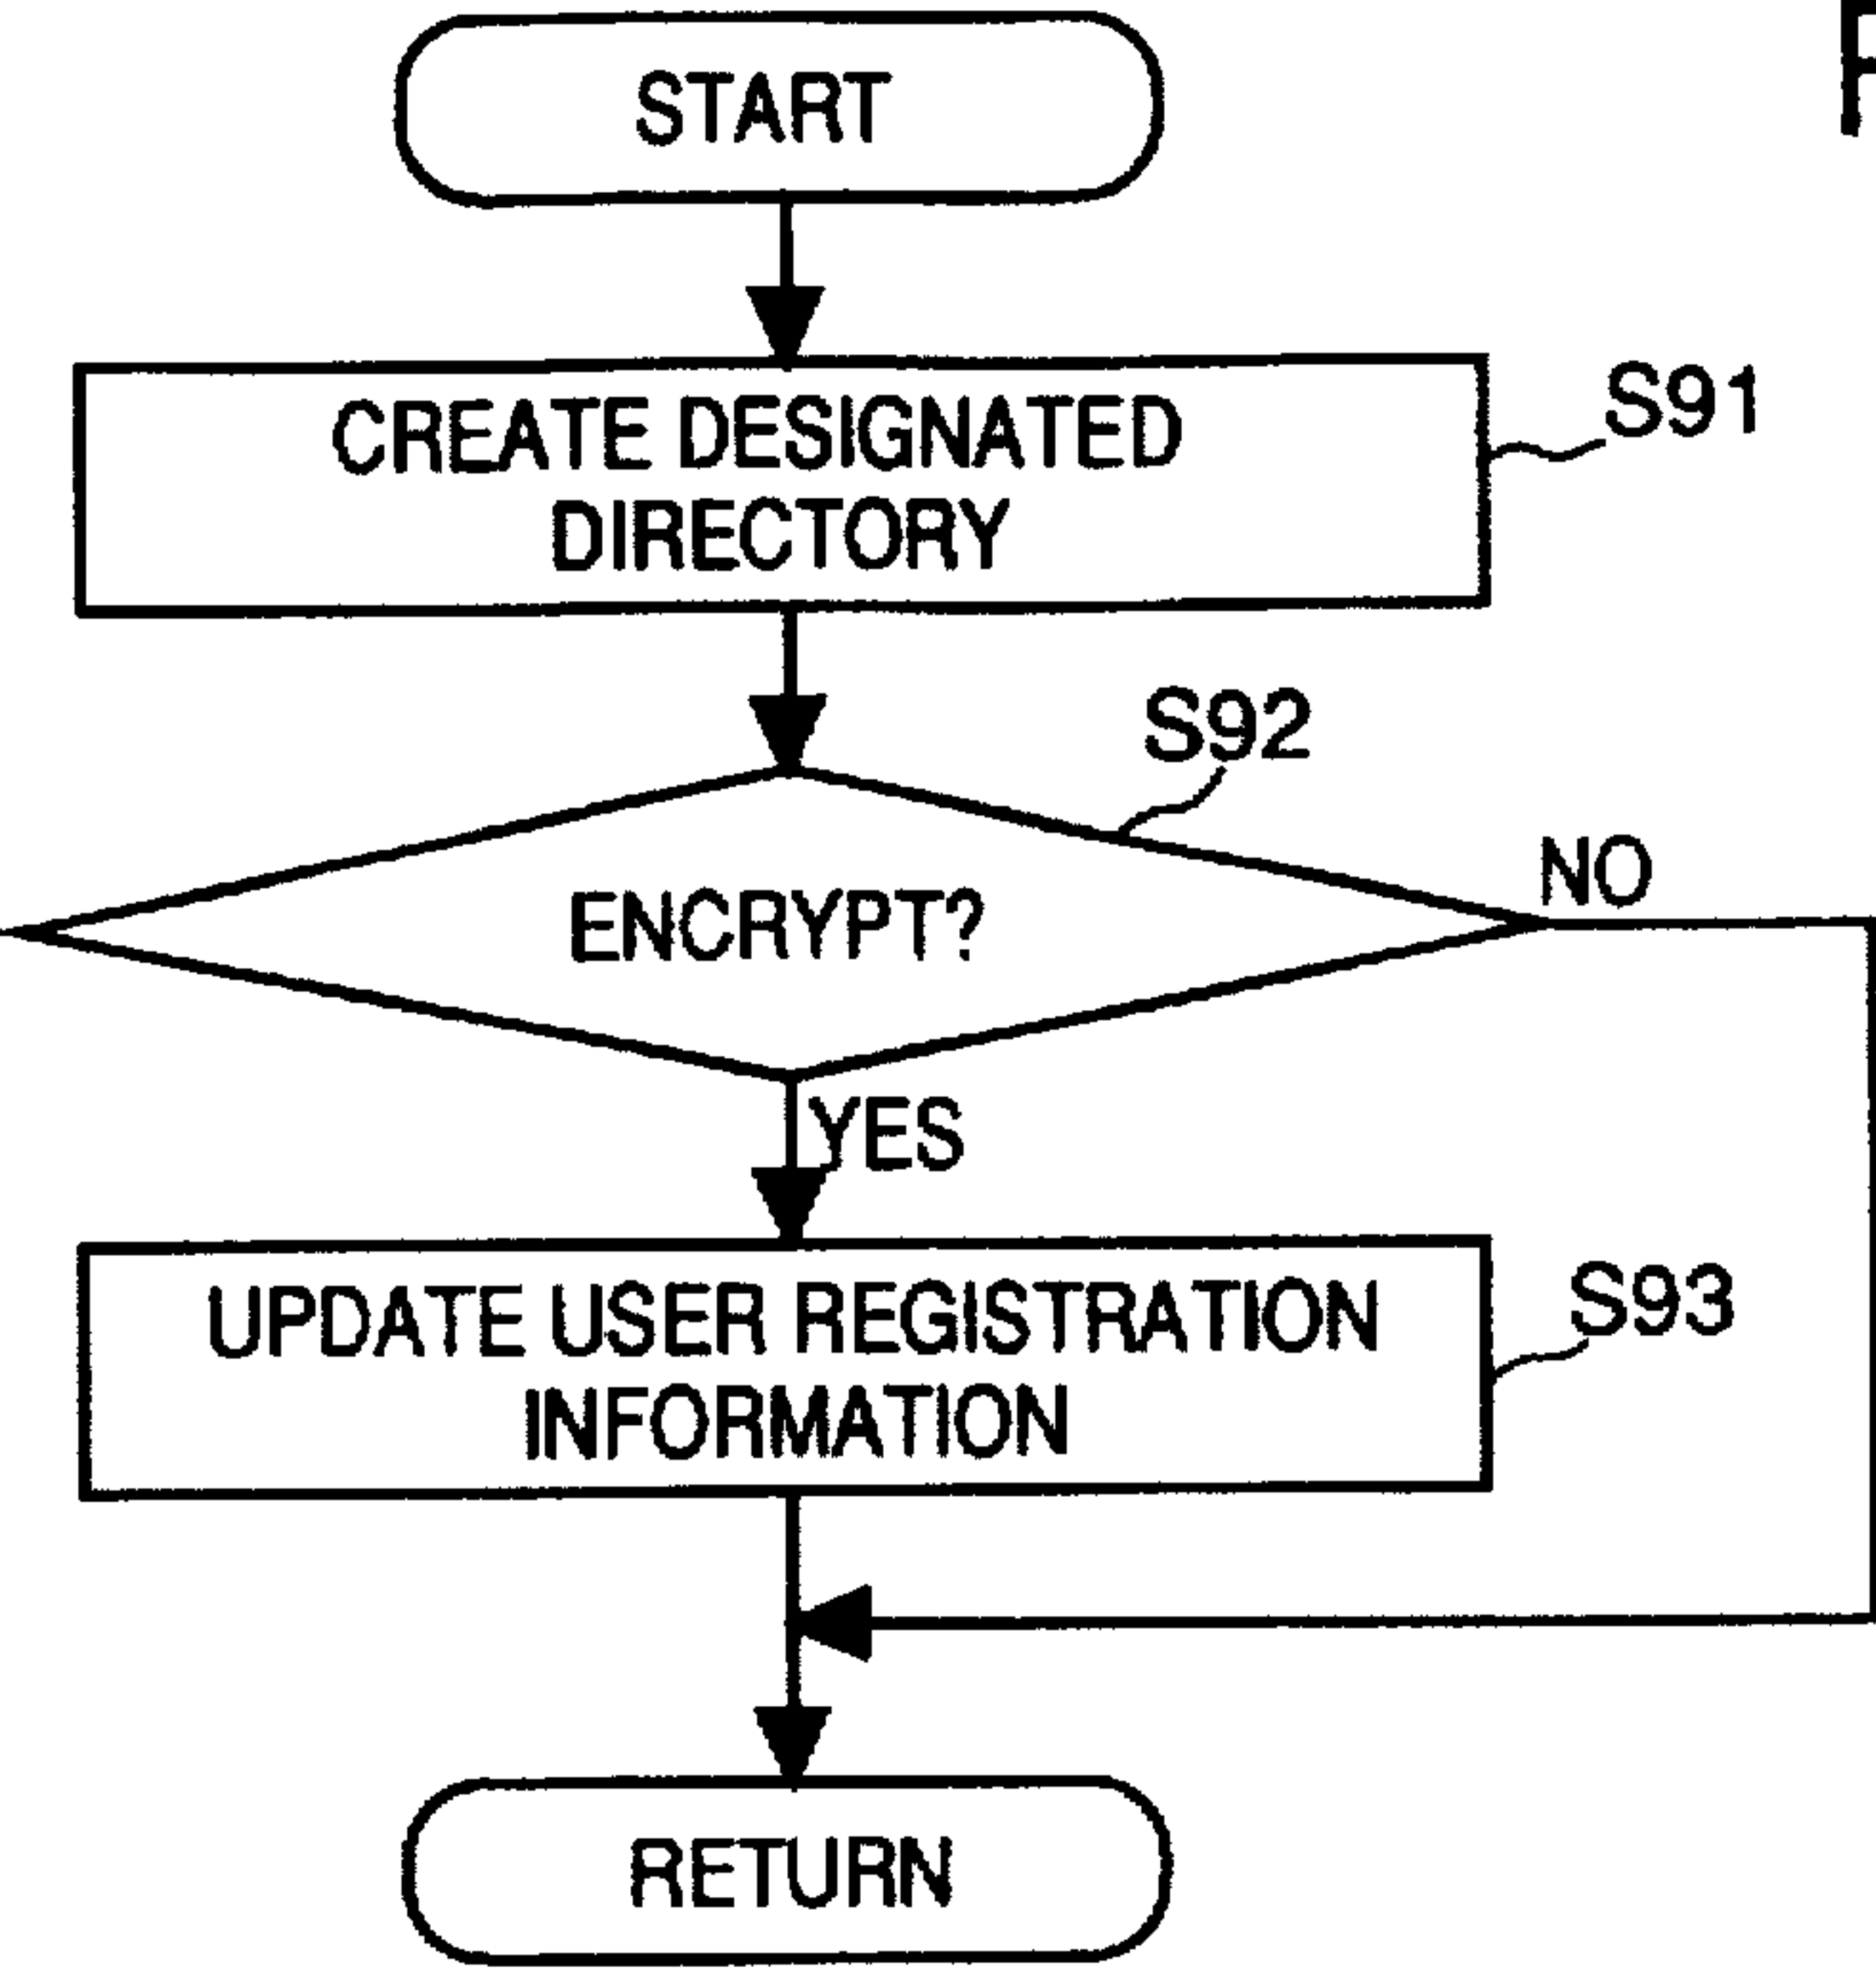 START
CREATE DESIGNATED
DIRECTORY
S91
S92
ENCRYPT?
NO
YES
UPDATE USER REGISTRATION
INFORMATION
S93
RETURN